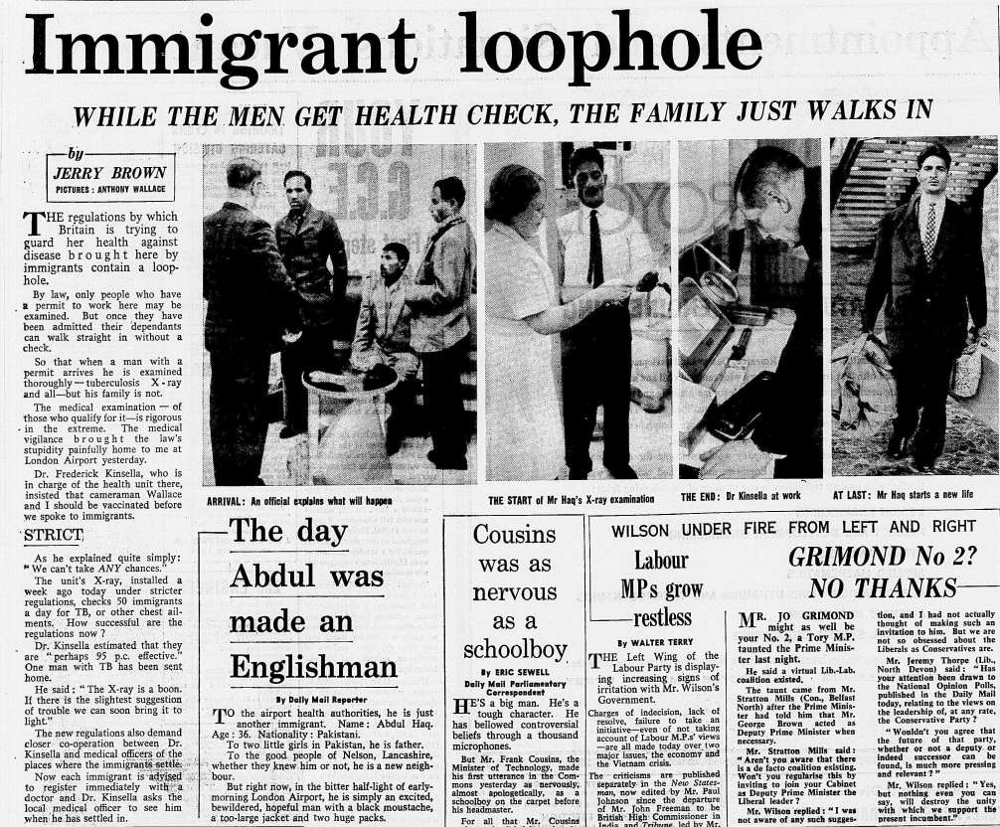 Immigrant loophole
WHILE THE MEN GET HEALTH CHECK, THE FAMILY JUST WALKS IN
by
JERRY BROWN
PICTURES : ANTHONY WALLACE
THE regulations by which
Britain is trying to
guard her health against
disease brought here by
immigrants contain a loop-
hole.
By law, only people who have
a permit to work here may be
examined. But once they have
been admitted their dependants
can walk straight in without a
check.
So that when a man with a
permit arrives he is examined
thoroughly—tuberculosis X-ray
and all—but his family is not.
The medical examination — of
those who qualify for it—is rigorous
in the extreme. The medical
vigilance brought the law's
stupidity painfully home to me at
London Airport yesterday.
Dr. Frederick Kinsella, who is
in charge of the health unit there,
insisted that cameraman Wallace
and I should be vaccinated before
we spoke to immigrants.
STRICT
As he explained quite simply:
"We can't take ANY chances."
The unit's X-ray, installed a
week ago today under stricter
regulations, checks 50 immigrants
a day for TB, or other chest ail-
ments. How successful are the
regulations now ?
Dr. Kinsella estimated that they
are "perhaps 95 p.c. effective."
One man with TB has been sent
home.
He said : " The X-ray is a boon.
If there is the slightest suggestion
of trouble we can soon bring it to
light."
The new regulations also demand
closer co-operation between Dr.
Kinsella and medical officers of the
places where the immigrants settle.
Now each immigrant is advised
to register immediately with a
doctor and Dr. Kinsella asks the
local medical officer to see him
when he has settled in.
ARRIVAL: An official explains what will happen
THE START of Mr Haq's X-ray examination
THE END: Dr Kinsella at work
AT LAST: Mr Haq starts a new life
The day
Abdul was
made an
Englishman
By Daily Mail Reporter
TO the airport health authorities, he is just
another immigrant. Name : Abdul Haq.
Age : 36. Nationality : Pakistani.
To two little girls in Pakistan, he is father.
To the good people of Nelson, Lancashire,
whether they knew him or not, he is a new neigh-
bour.
But right now, in the bitter half-light of early-
morning London Airport, he is simply an excited,
bewildered, hopeful man with a black moustache,
a too-large jacket and two huge packs.
Cousins
was as
nervous
as a
schoolboy
By ERIC SEWELL
Daily Mail Parliamentary
Correspondent
HE'S a big man. He's a
tough character. He
has bellowed controversial
beliefs through a thousand
microphones.
But Mr. Frank Cousins, the
Minister of Technology, made
his first utterance in the Com-
mons yesterday as nervously,
almost apologetically, as a
schoolboy on the carpet before
his headmaster.
For all that Mr. Cousins
WILSON UNDER FIRE FROM LEFT AND RIGHT
Labour
MPs grow
restless
By WALTER TERRY
THE Left Wing of the
Labour Party is display-
ing increasing signs of
irritation with Mr. Wilson's
Government.
Charges of indecision, lack of
resolve, failure to take an
initiative—even of not taking
account of Labour M.P.s' views
—are all made today over two
major issues, the economy and
the Vietnam crisis.
The criticisms are published
separately in the New States-
man, now edited by Mr. Paul
Johnson since the departure
of Mr. John Freeman to be
British High Commissioner in
India, and Tribune, led by Mr.
GRIMOND No 2?
NO THANKS
MR. JO GRIMOND
might as well be
your No. 2, a Tory M.P.
taunted the Prime Minis-
ter last night.
He said a virtual Lib.-Lab.
coalition existed.
The taunt came from Mr.
Stratton Mills (Con., Belfast
North) after the Prime Minis-
ter had told him that Mr.
George Brown acted as
Deputy Prime Minister when
necessary.
Mr. Stratton Mills said :
"Aren't you aware that there
is a de facto coalition existing.
Won't you regularise this by
inviting to join your Cabinet
as Deputy Prime Minister the
Liberal leader ?
Mr. Wilson replied : "I was
not aware of any such sugges-
tion, and I had not actually
thought of making such an
invitation to him. But we are
not so obsessed about the
Liberals as Conservatives are.
Mr. Jeremy Thorpe (Lib.,
North Devon) said : "Has
your attention been drawn to
the National Opinion Polls,
published in the Daily Mail
today, relating to the views on
the leadership of, at any rate,
the Conservative Party ?
"Wouldn't you agree that
the future of that party,
whether or not a deputy or
indeed successor can be
found, is much more pressing
and relevant ? "
Mr. Wilson replied : "Yes,
but nothing even you can
say, will destroy the unity
with which we support the
present incumbent."